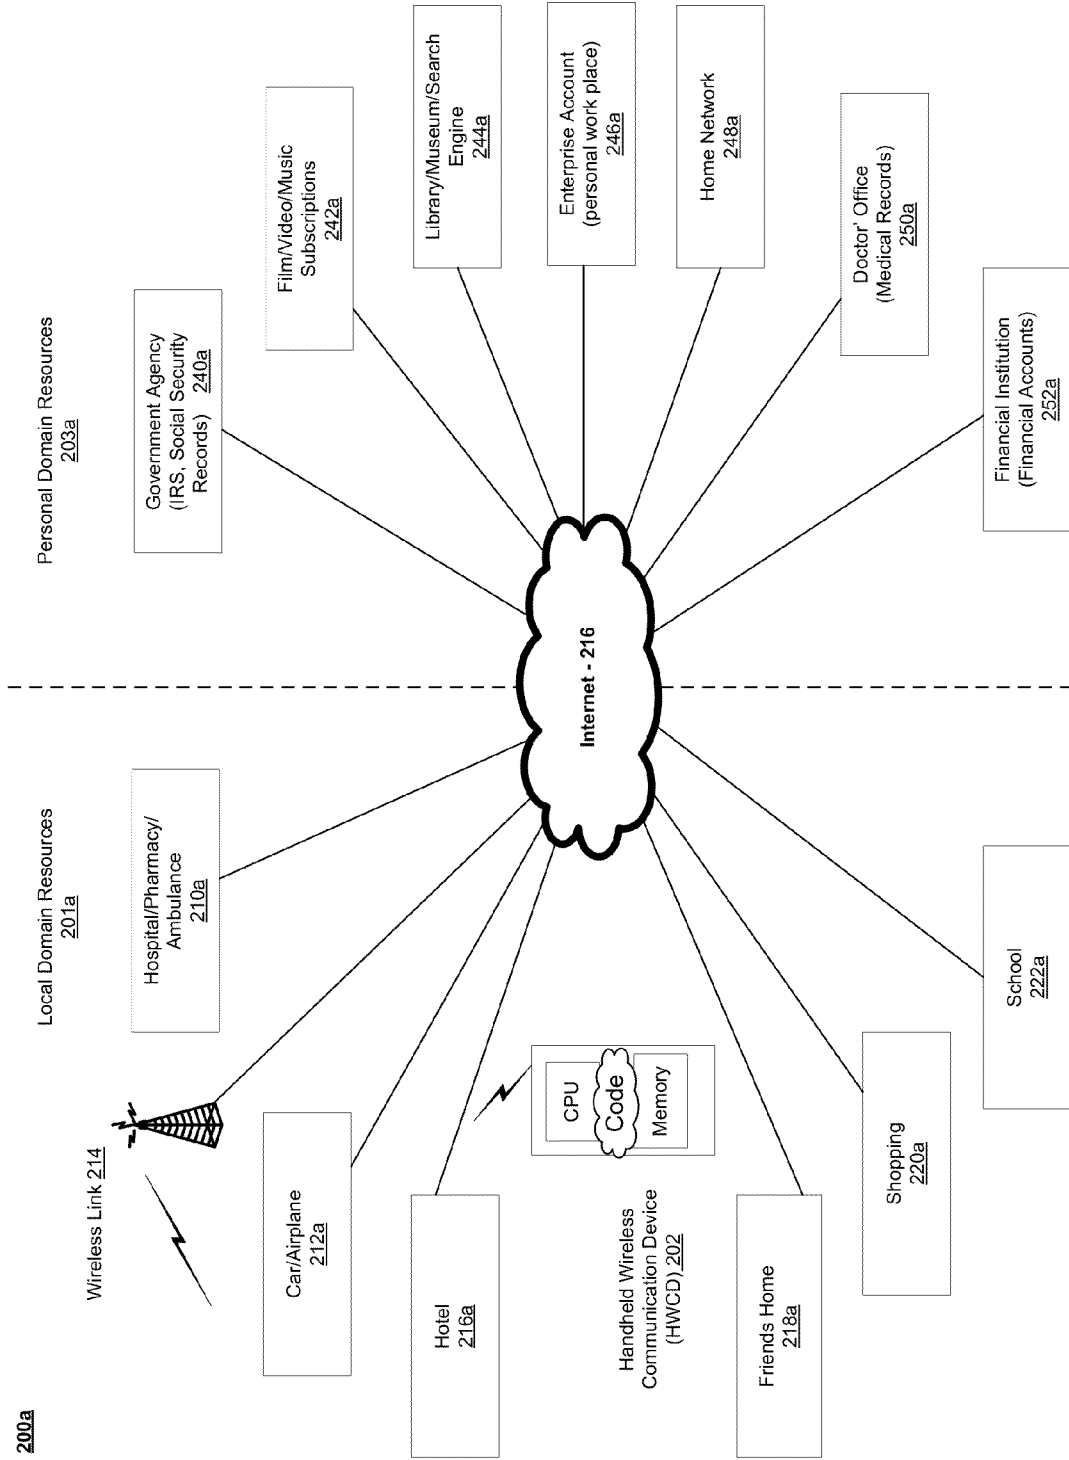 200a
Local Domain Resources
201a
Personal Domain Resources
203a
Wireless Link 214
Hospital/Pharmacy/
Ambulance
210a
Car/Airplane
212a
Hotel
216a
Handheld Wireless
Communication Device
(HWCD) 202
CPU
Code
Memory
Friends Home
218a
Shopping
220a
School
222a
Internet - 216
Government Agency
(IRS, Social Security
Records) 240a
Film/Video/Music
Subscriptions
242a
Library/Museum/Search
Engine
244a
Enterprise Account
(personal work place)
246a
Home Network
248a
Doctor' Office
(Medical Records)
250a
Financial Institution
(Financial Accounts)
252a